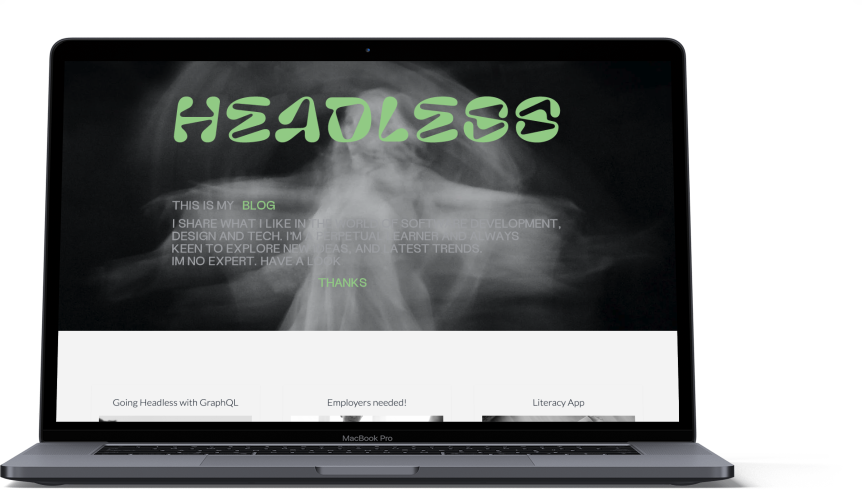 HEADLESS
THIS IS MY BLOG
I SHARE WHAT I LIKE IN THE WORLD OF SOFTWARE DEVELOPMENT,
DESIGN AND TECH. I'M A PERPETUAL LEARNER AND ALWAYS
KEEN TO EXPLORE NEW IDEAS, AND LATEST TRENDS.
IM NO EXPERT. HAVE A LOOK
THANKS
Going Headless with GraphQL
Employers needed!
Literacy App
MacBook Pro